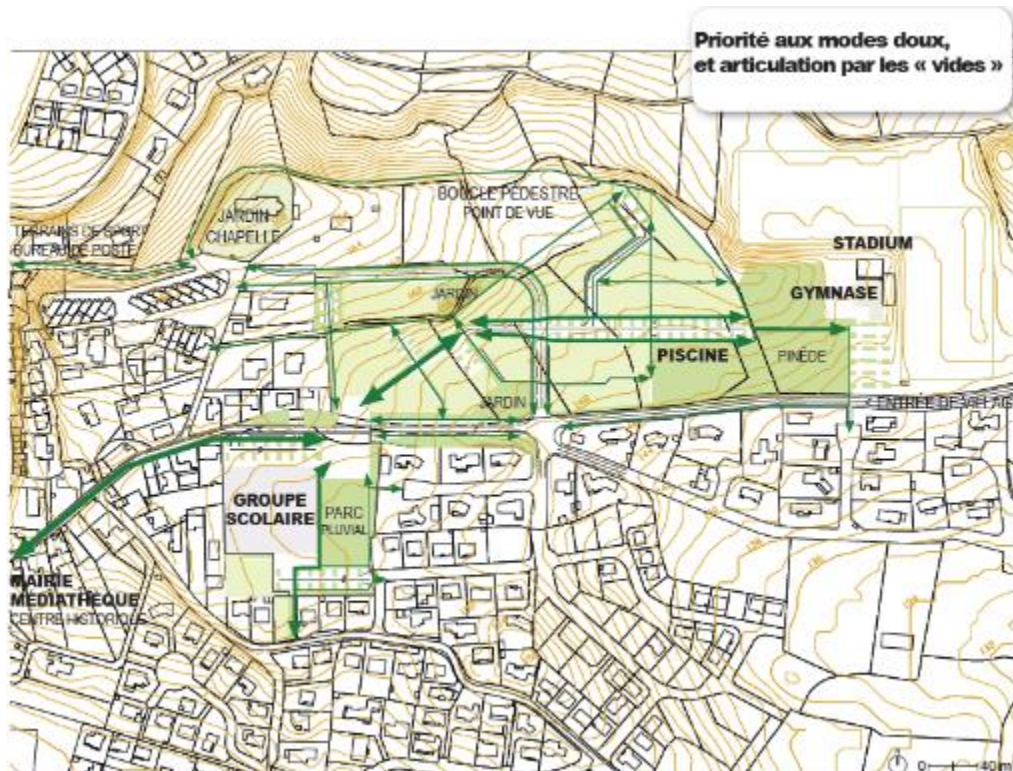 Priorité aux modes doux,
et articulation par les « vides »
BOUCLE PÉDESTRE
POINT DE VUE
JARDIN
CHAPELLE
TERRAINS DE SPORT
BUREAU DE POSTE
STADIUM
GYMNASE
JARDIN
PISCINE
PINÈDE
JARDIN
ENTRÉE DE VILLAGE
GROUPE
SCOLAIRE
PARC
PLUVIAL
MAIRIE
MÉDIATHÈQUE
CENTRE HISTORIQUE
0 40 m